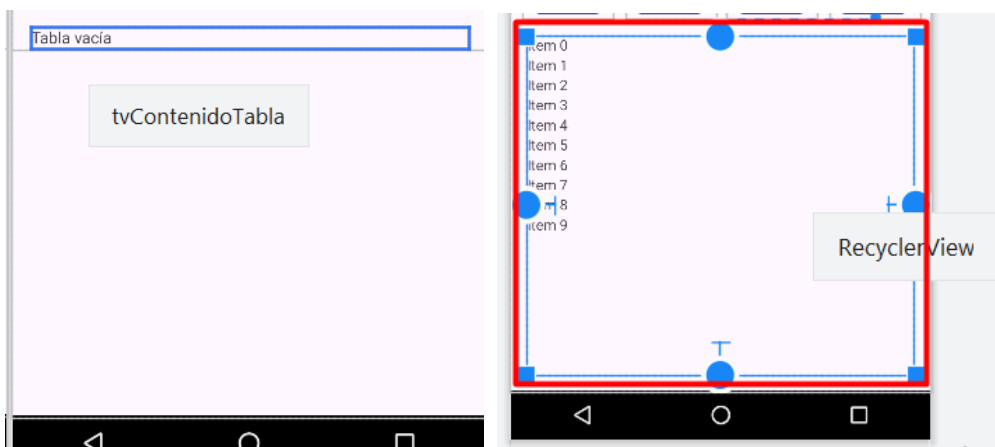 Tabla vacía
tvContenidoTabla
Item 0
Item 1
Item 2
Item 3
Item 4
Item 5
Item 6
Item 7
8
Item 9
RecyclerView